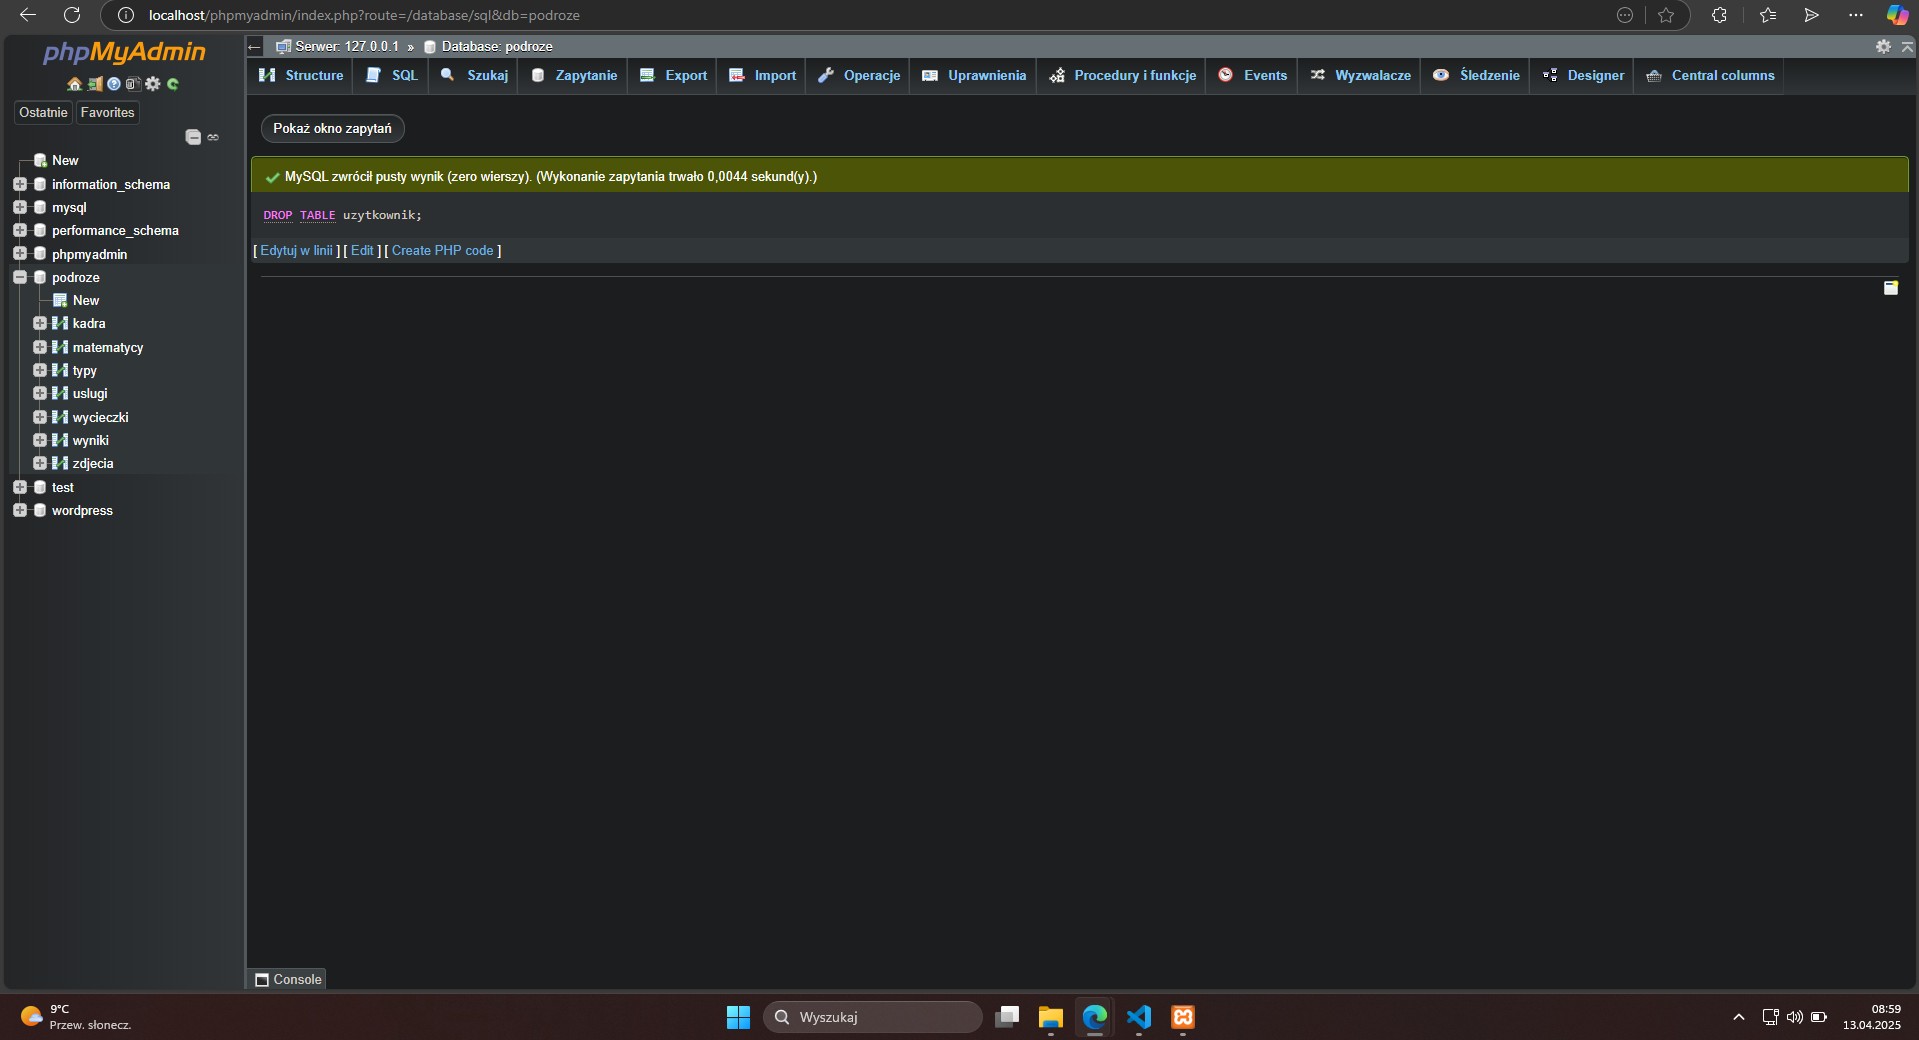 localhost/phpmyadmin/index.php?route=/database/sql&db=podroze
phpMyAdmin
Ostatnie Favorites
New
information_schema
mysql
performance_schema
phpmyadmin
podroze
New
kadra
matematycy
typy
uslugi
wycieczki
wyniki
zdjecia
test
wordpress
Serwer: 127.0.0.1 » Database: podroze
Structure SQL Szukaj Zapytanie Export Import Operacje Uprawnienia Procedury i funkcje Events Wyzwalacze Śledzenie Designer Central columns
Pokaż okno zapytań
MySQL zwrócił pusty wynik (zero wierszy). (Wykonanie zapytania trwało 0,0044 sekund(y).)
DROP TABLE uzytkownik;
[ Edytuj w linii ] [ Edit ] [ Create PHP code ]
Console
9°C
Przew. słonecz.
Wyszukaj
08:59
13.04.2025